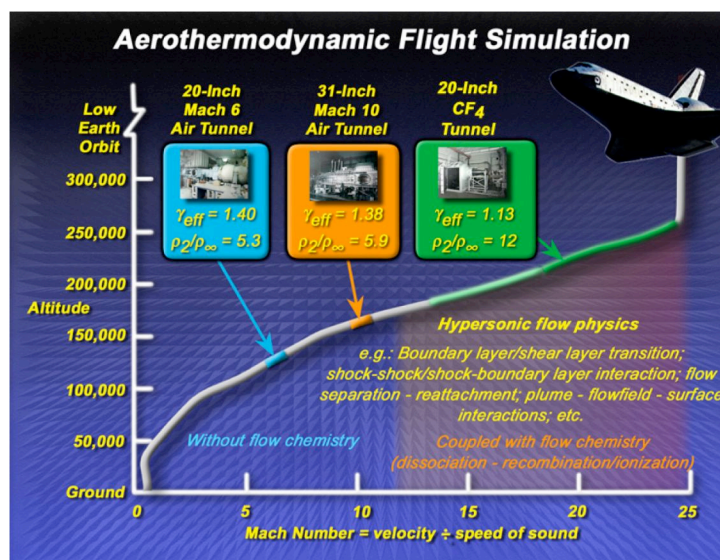 Aerothermodynamic Flight Simulation
20-Inch
Mach 6
Air Tunnel
31-Inch
Mach 10
Air Tunnel
20-Inch
CF4
Tunnel
γeff = 1.40
ρ2/ρ∞ = 5.3
γeff = 1.38
ρ2/ρ∞ = 5.9
γeff = 1.13
ρ2/ρ∞ = 12
Low
Earth
Orbit
300,000
250,000
200,000
Altitude
150,000
100,000
50,000
Ground
Hypersonic flow physics
e.g.: Boundary layer/shear layer transition;
shock-shock/shock-boundary layer interaction; flow
separation - reattachment; plume - flowfield - surface
interactions; etc.
Without flow chemistry
Coupled with flow chemistry
(dissociation - recombination/ionization)
0
5
10
15
20
25
Mach Number = velocity ÷ speed of sound